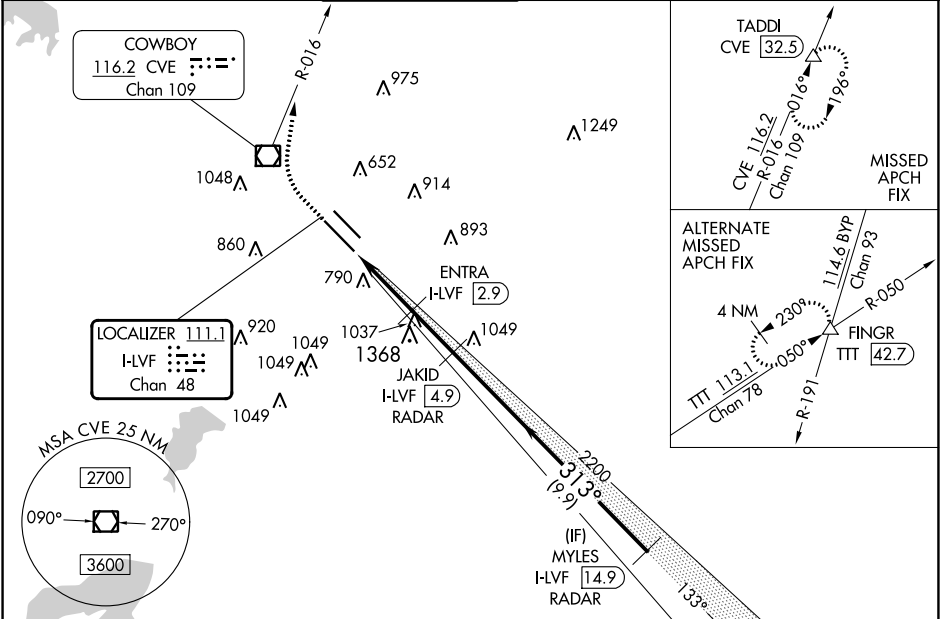 COWBOY
116.2 CVE
Chan 109
R-016
975
1249
652
1048
914
893
860
790
ENTRA
I-LVF 2.9
LOCALIZER 111.1
I-LVF
Chan 48
920
1049
1049
1049
1037
1368
1049
JAKID
I-LVF 4.9
RADAR
MSA CVE 25 NM
2700
090°
270°
3600
2200
313°
(9.9)
(IF)
MYLES
I-LVF 14.9
RADAR
133°
TADDI
CVE 32.5
016°
196°
CVE 116.2
R-016
Chan 109
MISSED
APCH
FIX
ALTERNATE
MISSED
APCH FIX
114.6 BYP
Chan 93
R-050
4 NM
230°
050°
FINGR
TTT 42.7
TTT 113.1
Chan 78
R-191